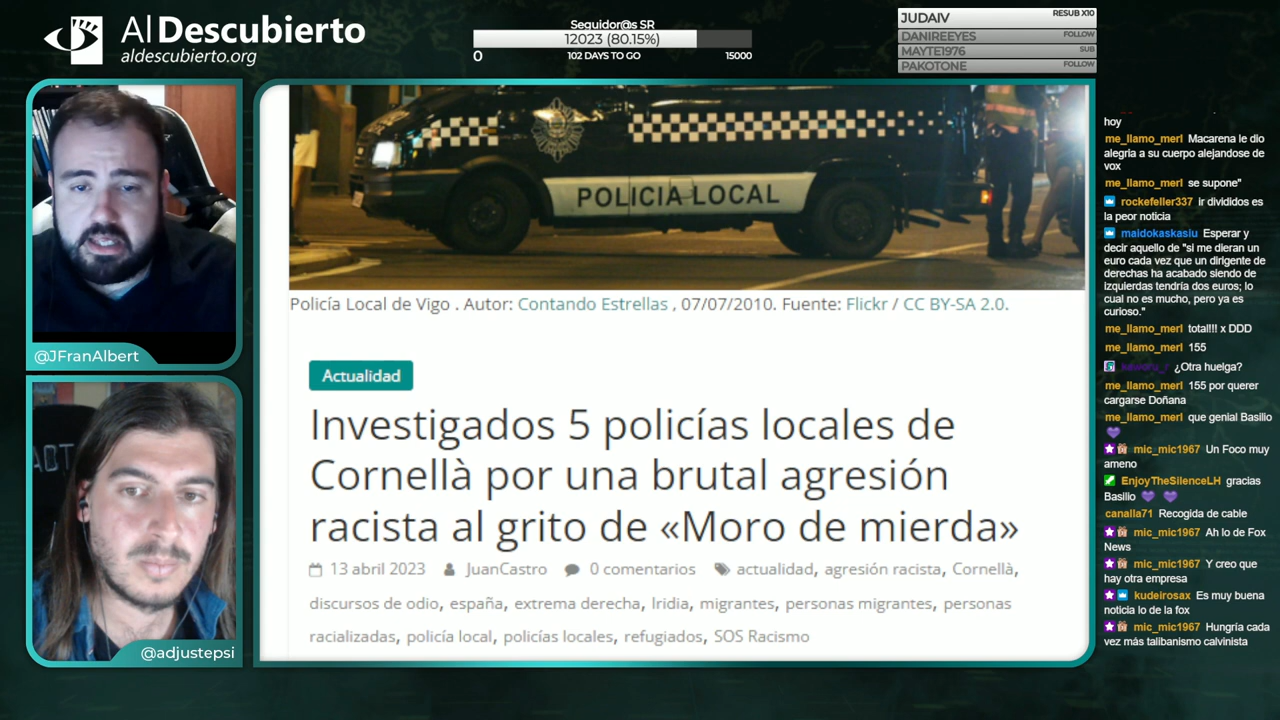 Al Descubierto
aldescubierto.org
Seguidor@s SR
12023 (80.15%)
0
102 DAYS TO GO
15000
JUDAIV
RESUB X10
DANIREEYES
FOLLOW
MAYTE1976
SUB
PAKOTONE
FOLLOW
@JFranAlbert
@adjustepsi
POLICIA LOCAL
Policía Local de Vigo . Autor: Contando Estrellas , 07/07/2010. Fuente: Flickr / CC BY-SA 2.0.
Actualidad
Investigados 5 policías locales de
Cornellà por una brutal agresión
racista al grito de «Moro de mierda»
13 abril 2023 JuanCastro 0 comentarios actualidad, agresión racista, Cornellà,
discursos de odio, españa, extrema derecha, Iridia, migrantes, personas migrantes, personas
racializadas, policía local, policías locales, refugiados, SOS Racismo
hoy
me_llamo_merl Macarena le dio
alegria a su cuerpo alejandose de
vox
me_llamo_merl se supone"
rockefeller337 ir divididos es
la peor noticia
maidokaskasiu Esperar y
decir aquello de "si me dieran un
euro cada vez que un dirigente de
derechas ha acabado siendo de
izquierdas tendría dos euros; lo
cual no es mucho, pero ya es
curioso."
me_llamo_merl total!!! x DDD
me_llamo_merl 155
¿Otra huelga?
me_llamo_merl 155 por querer
cargarse Doñana
me_llamo_merl que genial Basilio
mic_mic1967 Un Foco muy
ameno
EnjoyTheSilenceLH gracias
Basilio
canalla71 Recogida de cable
mic_mic1967 Ah lo de Fox
News
mic_mic1967 Y creo que
hay otra empresa
kudeirosax Es muy buena
noticia lo de la fox
mic_mic1967 Hungría cada
vez más talibanismo calvinista